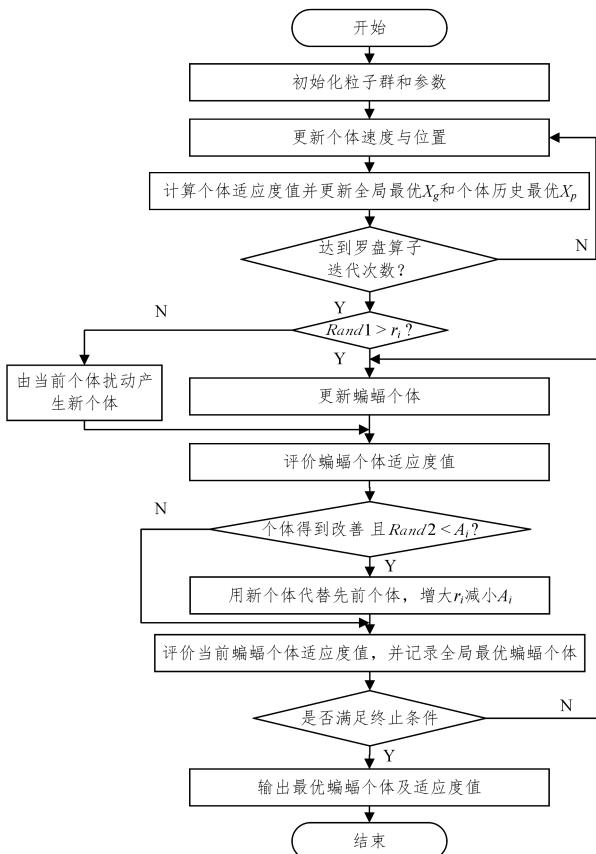 开始
初始化粒子群和参数
更新个体速度与位置
计算个体适应度值并更新全局最优Xg和个体历史最优Xp
达到罗盘算子
迭代次数？
N
Y
N
Rand1 > ri ?
Y
由当前个体扰动产
生新个体
更新蝙蝠个体
评价蝙蝠个体适应度值
N
个体得到改善 且Rand2 < Ai?
Y
用新个体代替先前个体，增大ri减小Ai
评价当前蝙蝠个体适应度值，并记录全局最优蝙蝠个体
是否满足终止条件
N
Y
输出最优蝙蝠个体及适应度值
结束